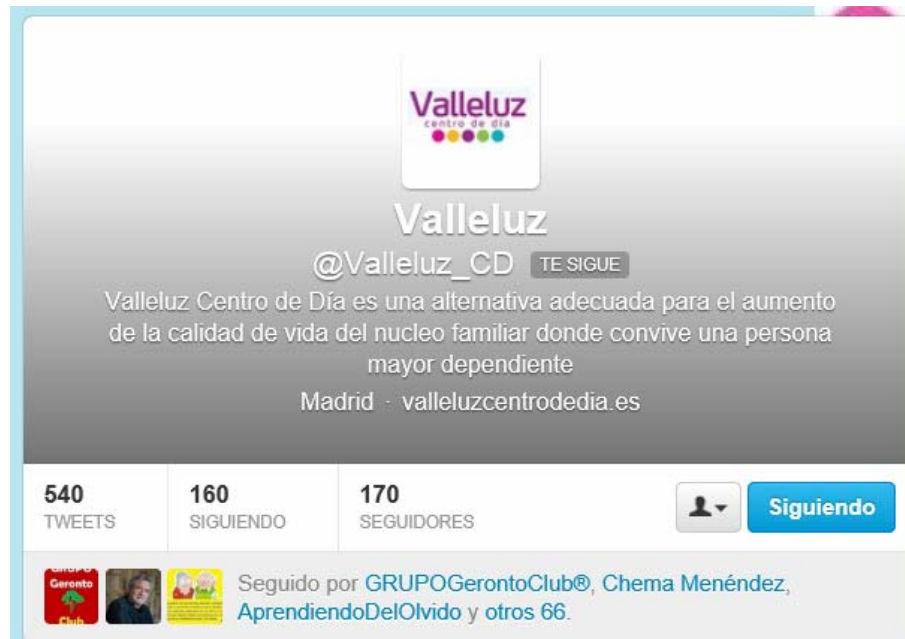 Valleluz
centro de día
Valleluz
@Valleluz_CD TE SIGUE
Valleluz Centro de Día es una alternativa adecuada para el aumento
de la calidad de vida del nucleo familiar donde convive una persona
mayor dependiente
Madrid · valleluzcentrodedia.es
540
TWEETS
160
SIGUIENDO
170
SEGUIDORES
Siguiendo
GRUPO
Geronto
Club
Seguido por GRUPOGerontoClub®, Chema Menéndez,
AprendiendoDelOlvido y otros 66.